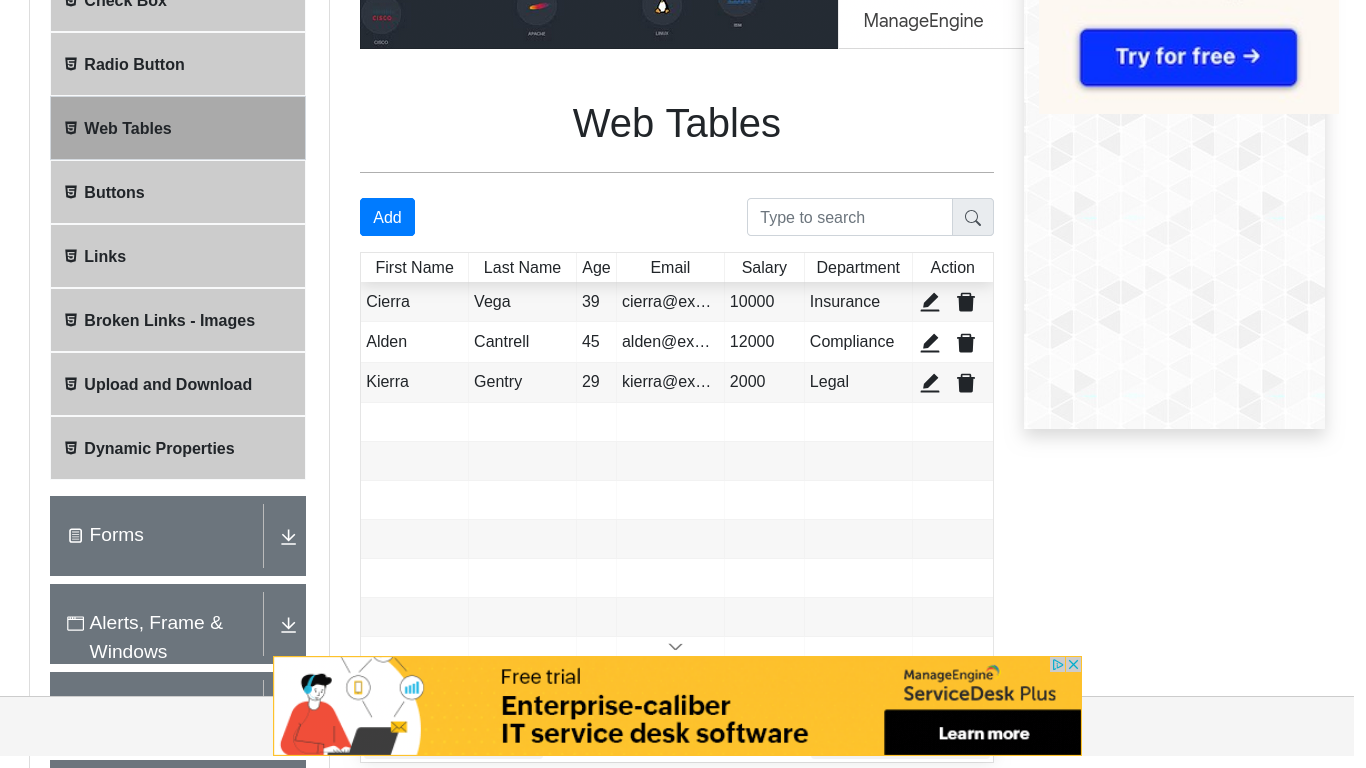 Check Box
Radio Button
Web Tables
Buttons
Links
Broken Links - Images
Upload and Download
Dynamic Properties
Forms
Alerts, Frame &
Windows
CISCO
CISCO
APACHE
LINUX
ManageEngine
Try for free →
Web Tables
Add
Type to search
First Name Last Name Age Email Salary Department Action
Cierra Vega 39 cierra@ex… 10000 Insurance
Alden Cantrell 45 alden@ex… 12000 Compliance
Kierra Gentry 29 kierra@ex… 2000 Legal
Free trial
Enterprise-caliber
IT service desk software
ManageEngine
ServiceDesk Plus
Learn more